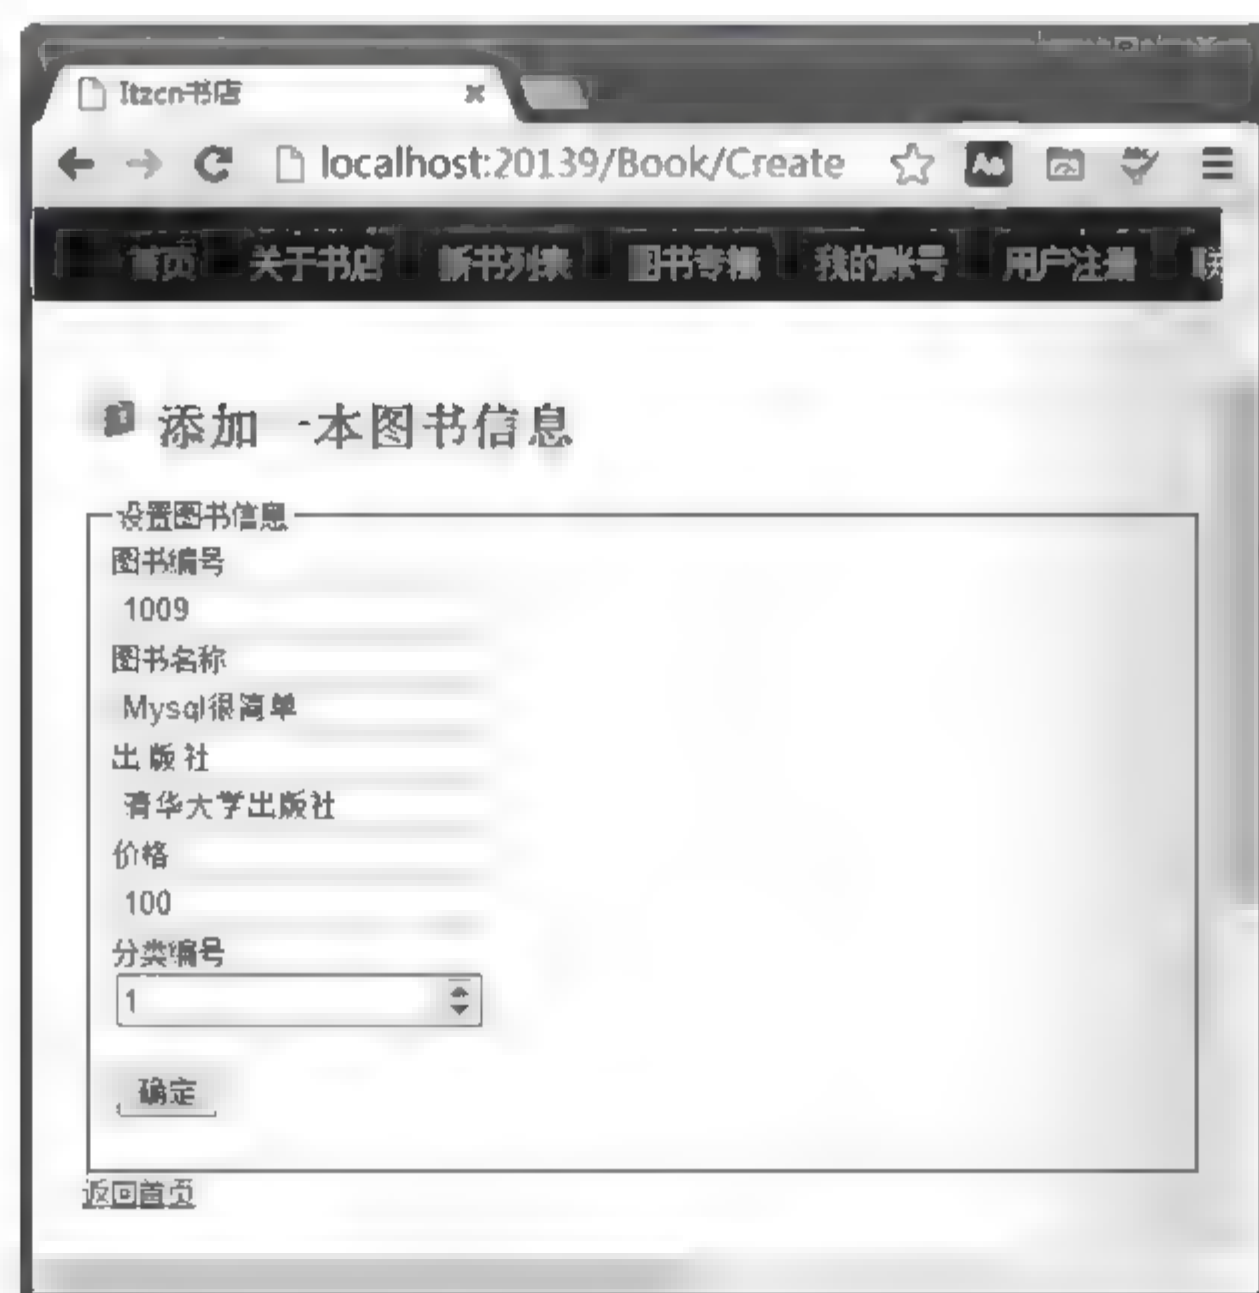 Itzcn书店
localhost:20139/Book/Create
首页 关于书店 新书列表 图书专辑 我的账号 用户注册 联
添加一本图书信息
设置图书信息
图书编号
1009
图书名称
Mysql很简单
出版社
清华大学出版社
价格
100
分类编号
1
确定
返回首页